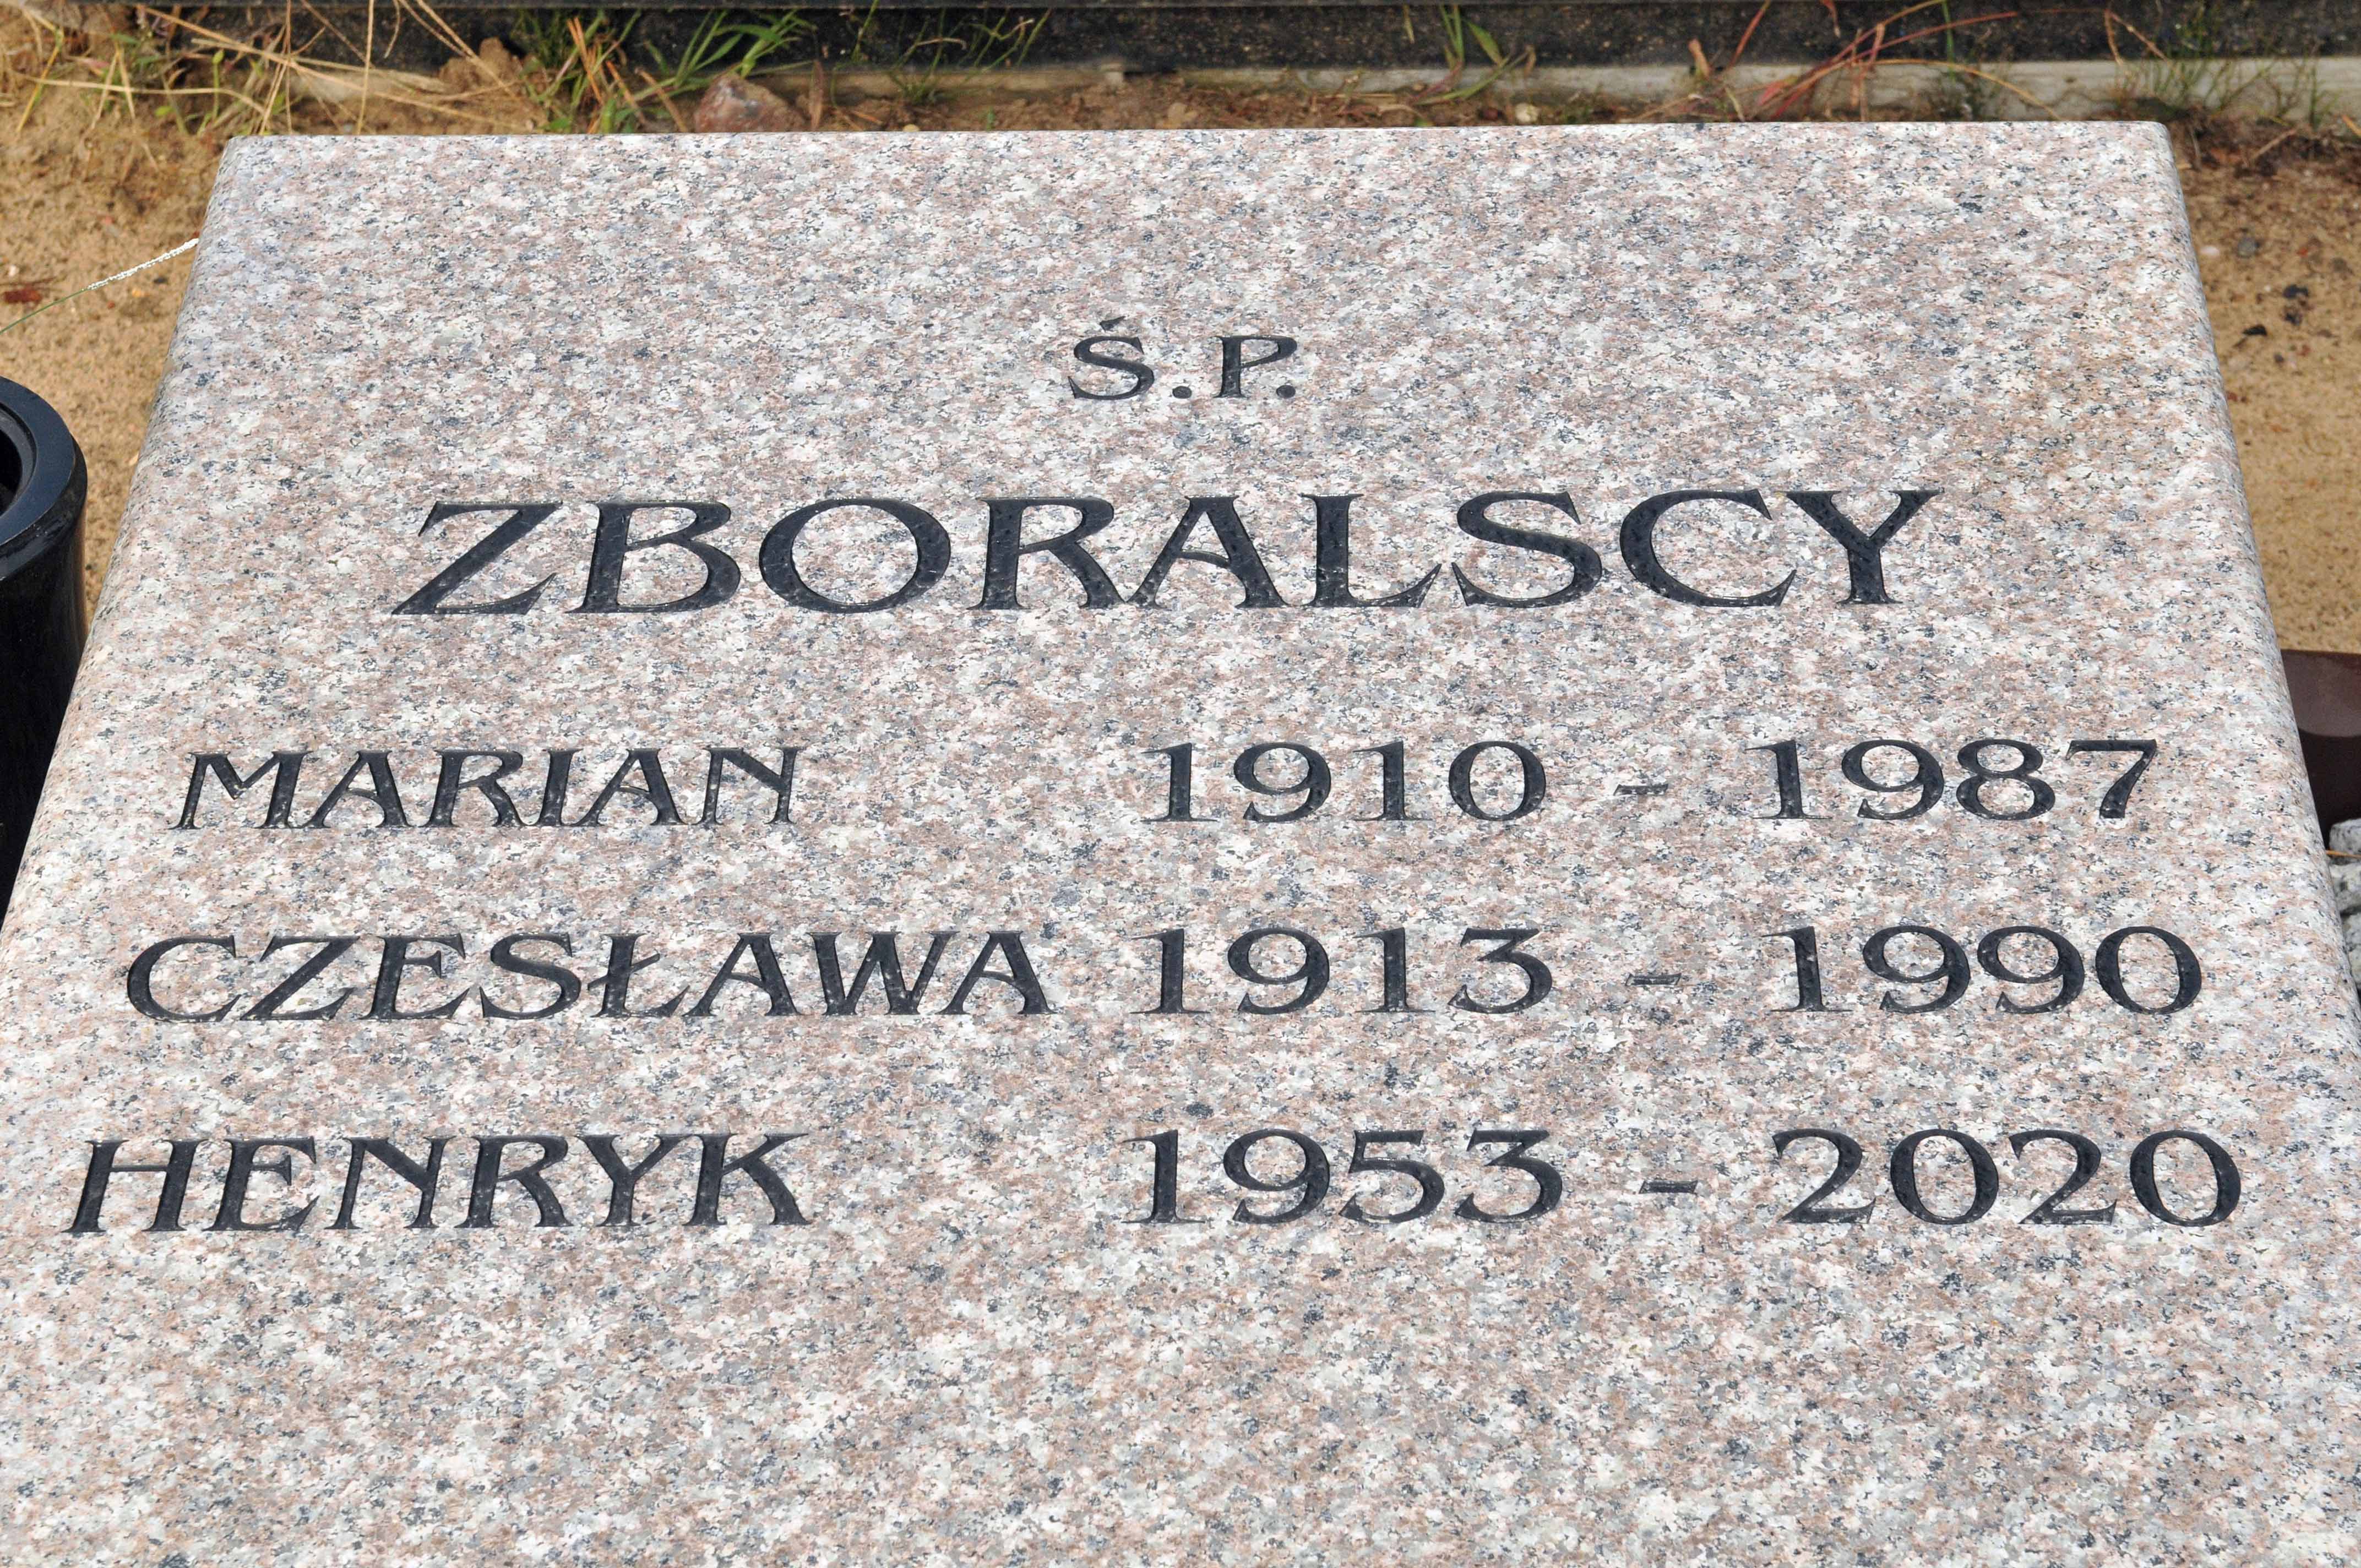 Ś.P.
ZBORALSCY
MARIAN 1910 - 1987
CZESŁAWA 1913 - 1990
HENRYK 1953 - 2020